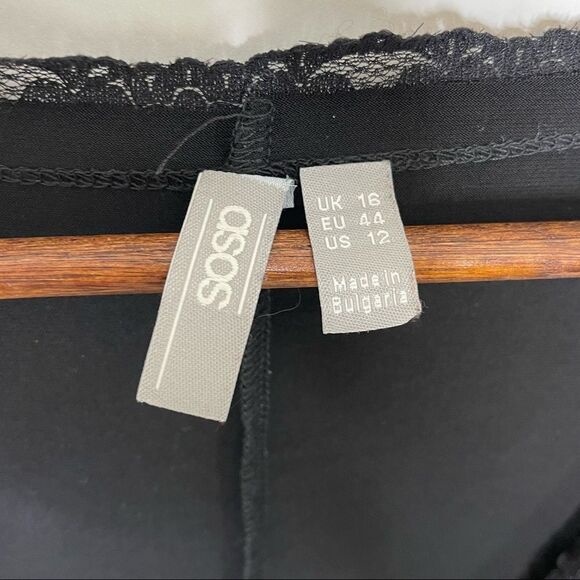 asos
UK 16
EU 44
US 12
Made in
Bulgaria